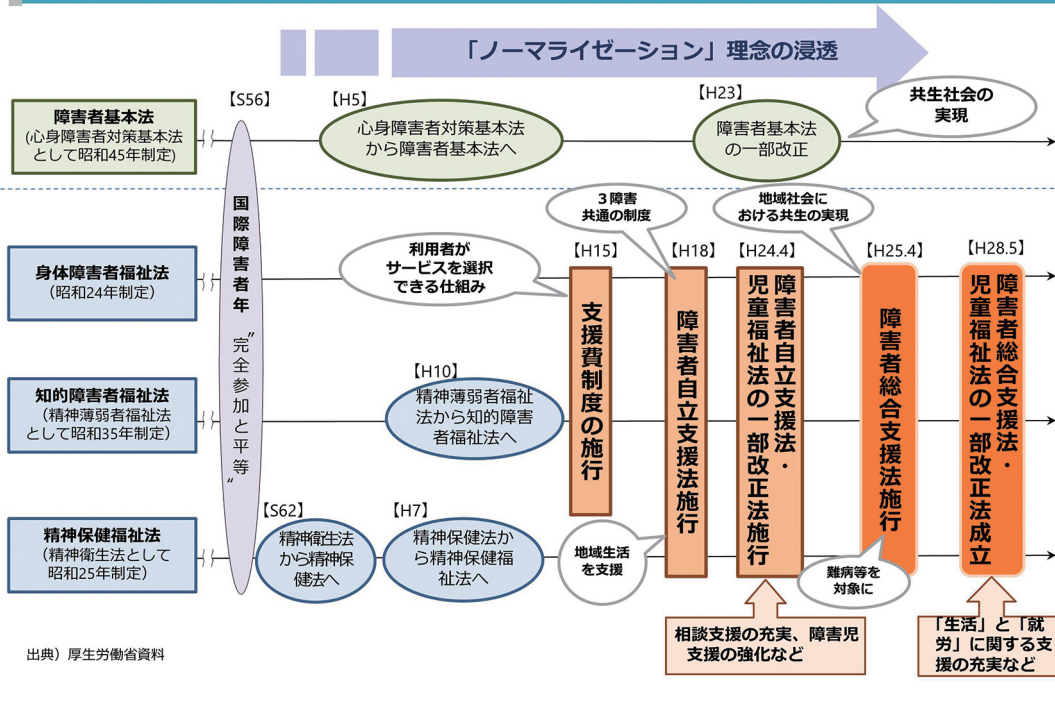 「ノーマライゼーション」理念の浸透
【S56】
【H5】
【H23】
共生社会の
実現
障害者基本法
(心身障害者対策基本法
として昭和45年制定)
心身障害者対策基本法
から障害者基本法へ
障害者基本法
の一部改正
国際障害者年
"完全参加と平等"
3障害
共通の制度
地域社会に
おける共生の実現
利用者が
サービスを選択
できる仕組み
【H15】
【H18】
【H24.4】
【H25.4】
【H28.5】
身体障害者福祉法
（昭和24年制定）
支援費制度の施行
障害者自立支援法施行
障害者自立支援法・
児童福祉法の一部改正法施行
障害者総合支援法施行
障害者総合支援法・
児童福祉法の一部改正法成立
知的障害者福祉法
（精神薄弱者福祉法
として昭和35年制定）
【H10】
精神薄弱者福祉
法から知的障害
者福祉法へ
精神保健福祉法
（精神衛生法として
昭和25年制定）
【S62】
精神衛生法
から精神保
健法へ
【H7】
精神保健法か
ら精神保健福
祉法へ
地域生活
を支援
難病等を
対象に
相談支援の充実、障害児
支援の強化など
「生活」と「就
労」に関する支
援の充実など
出典）厚生労働省資料